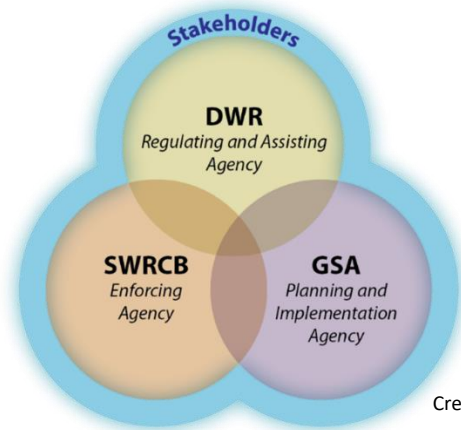 Stakeholders
DWR
Regulating and Assisting
Agency
SWRCB
Enforcing
Agency
GSA
Planning and
Implementation
Agency
Cre